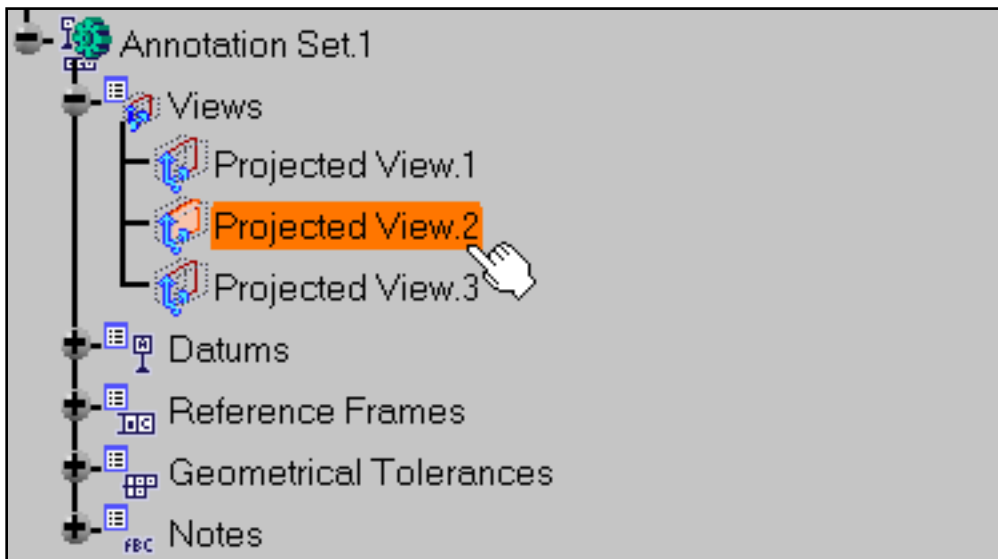 Annotation Set.1
Views
Projected View.1
Projected View.2
Projected View.3
Datums
Reference Frames
Geometrical Tolerances
Notes